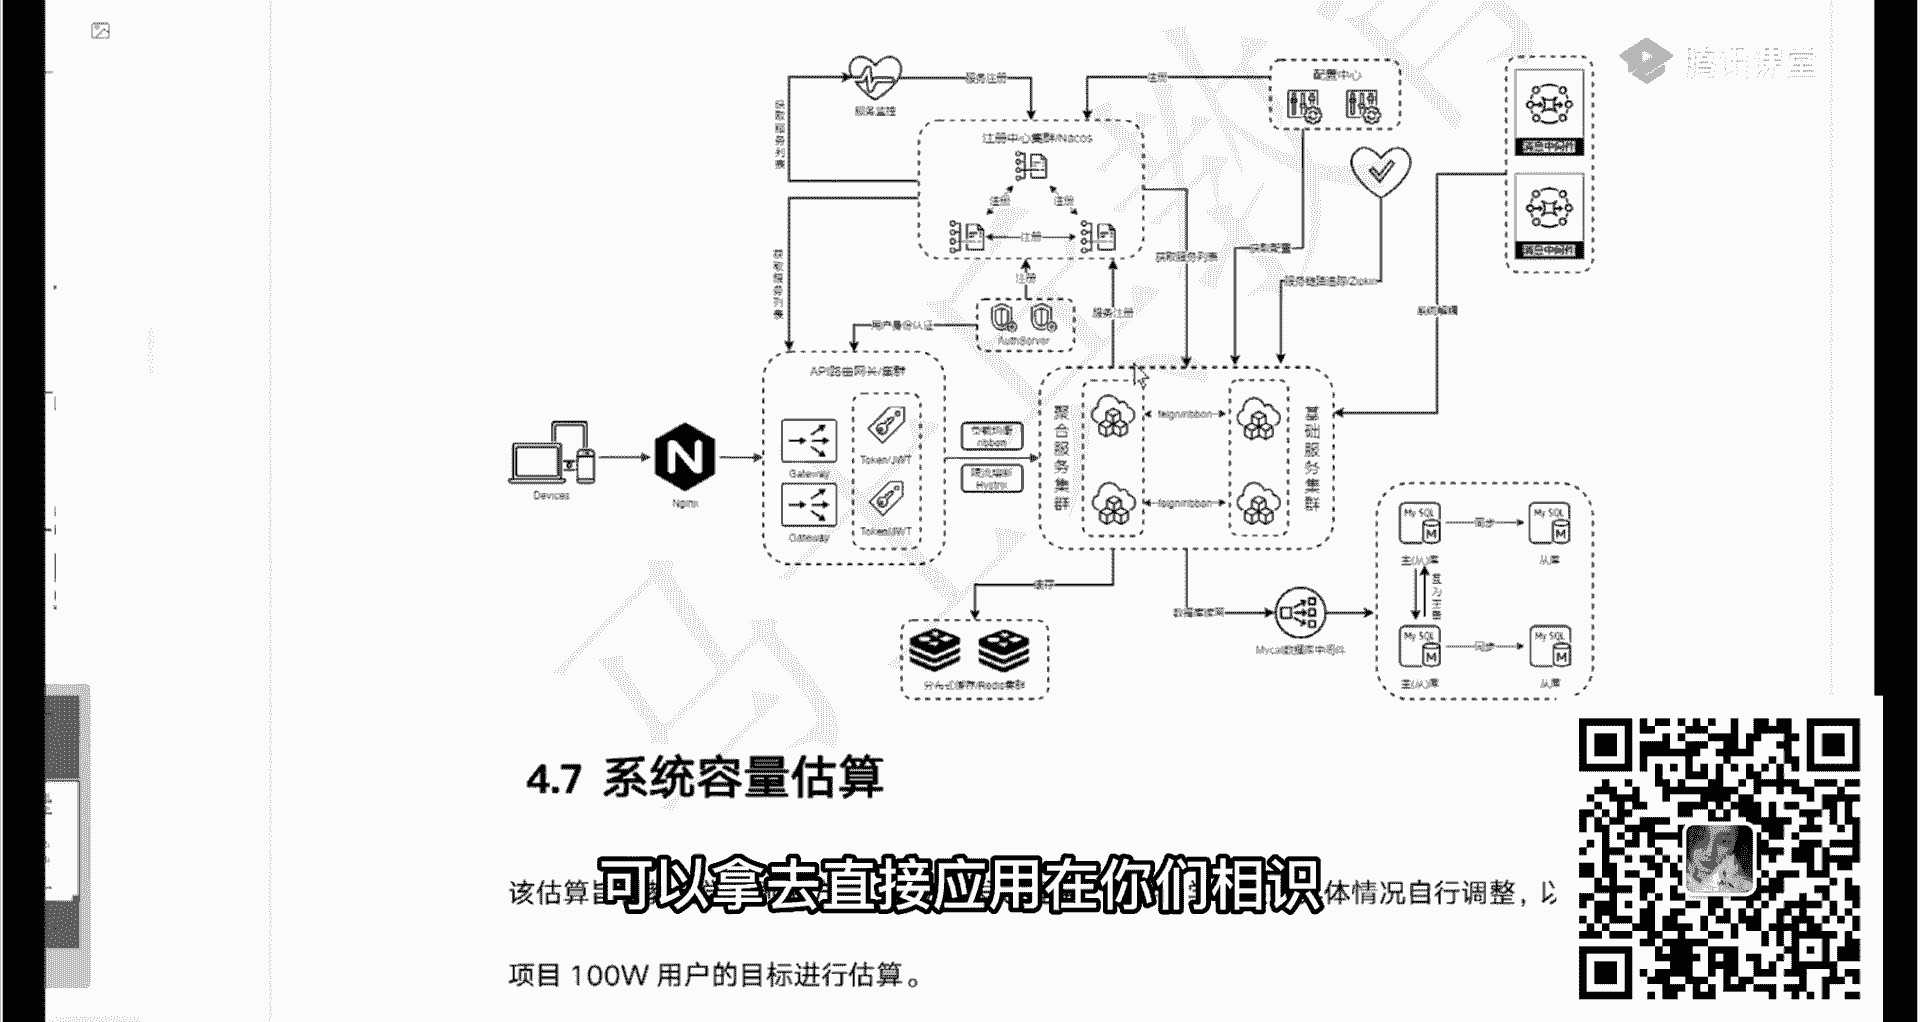 腾讯课堂
服务注册
注册
配置中心
服务监控
获取服务列表
注册中心集群/Nacos
消息中间件
注册
注册
注册
消息中间件
获取服务列表
获取配置
服务链路追踪/Zipkin
获取服务列表
注册
服务注册
系统解耦
用户身份认证
AuthServer
API路由网关/集群
聚合服务集群
feign/ribbon
基础服务集群
负载均衡
ribbon
Token/JWT
Gateway
限流熔断
Hystrix
Devices
Nginx
feign/ribbon
Token/JWT
Gateway
My SQL
同步
My SQL
主(从)库
从库
互为主备
缓存
Mycat数据库中间件
My SQL
同步
My SQL
分布式缓存/Redis集群
主(从)库
从库
4.7 系统容量估算
该估算旨
可以拿去直接应用在你们相识
体情况自行调整，以
项目 100W 用户的目标进行估算。